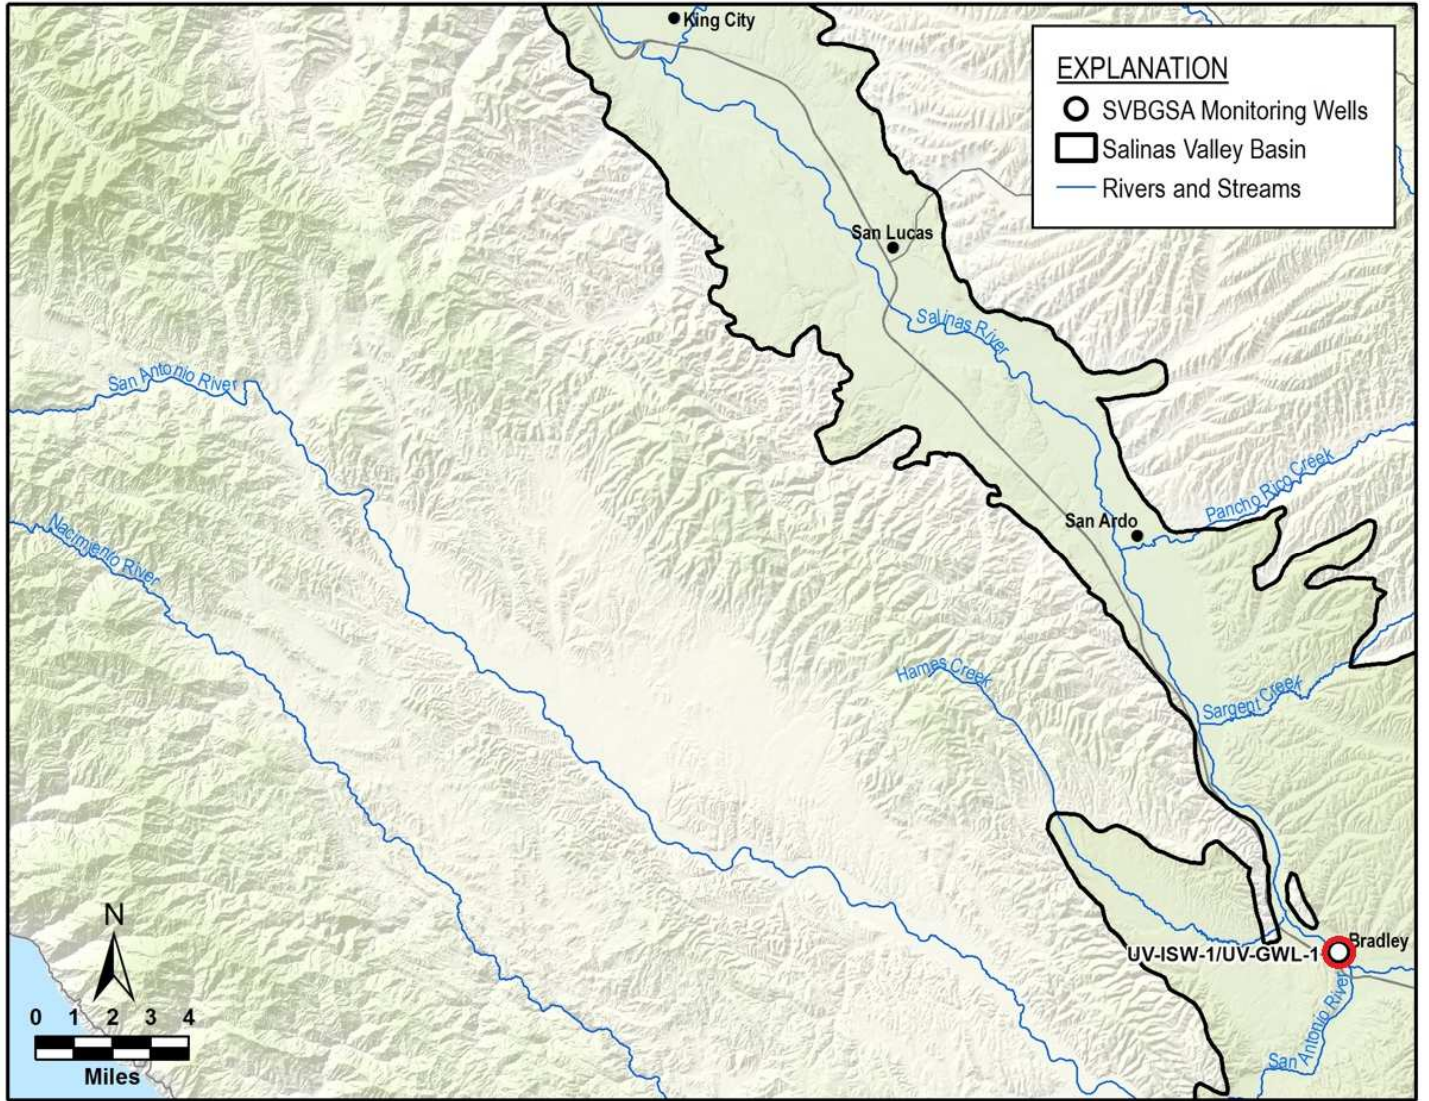 King City
EXPLANATION
SVBGSA Monitoring Wells
Salinas Valley Basin
Rivers and Streams
San Lucas
Salinas River
San Antonio River
Pancho Rico Creek
San Ardo
Nacimiento River
Hames Creek
Sargent Creek
N
0 1 2 3 4
Miles
Bradley
UV-ISW-1/UV-GWL-1
San Antonio River